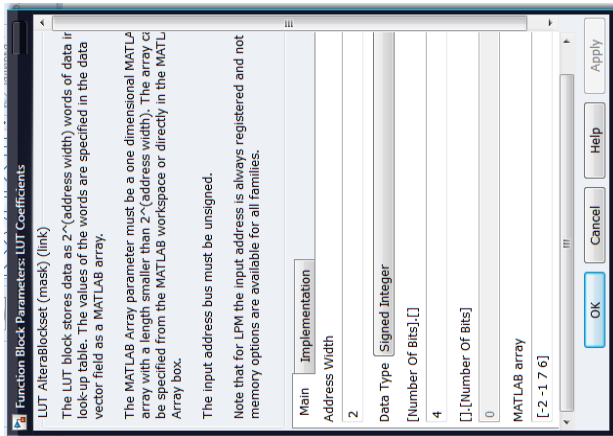 Function Block Parameters: LUT Coefficients
LUT AlteraBlockset (mask) (link)
The LUT block stores data as 2^(address width) words of data in
look-up table. The values of the words are specified in the data
vector field as a MATLAB array.
The MATLAB Array parameter must be a one dimensional MATLA
array with a length smaller than 2^(address width). The array ca
be specified from the MATLAB workspace or directly in the MATL
Array box.
The input address bus must be unsigned.
Note that for LPM the input address is always registered and not
memory options are available for all families.
Main Implementation
Address Width
2
Data Type Signed Integer
[Number Of Bits].[]
4
[].[Number Of Bits]
0
MATLAB array
[-2 -1 7 6]
OK Cancel Help Apply